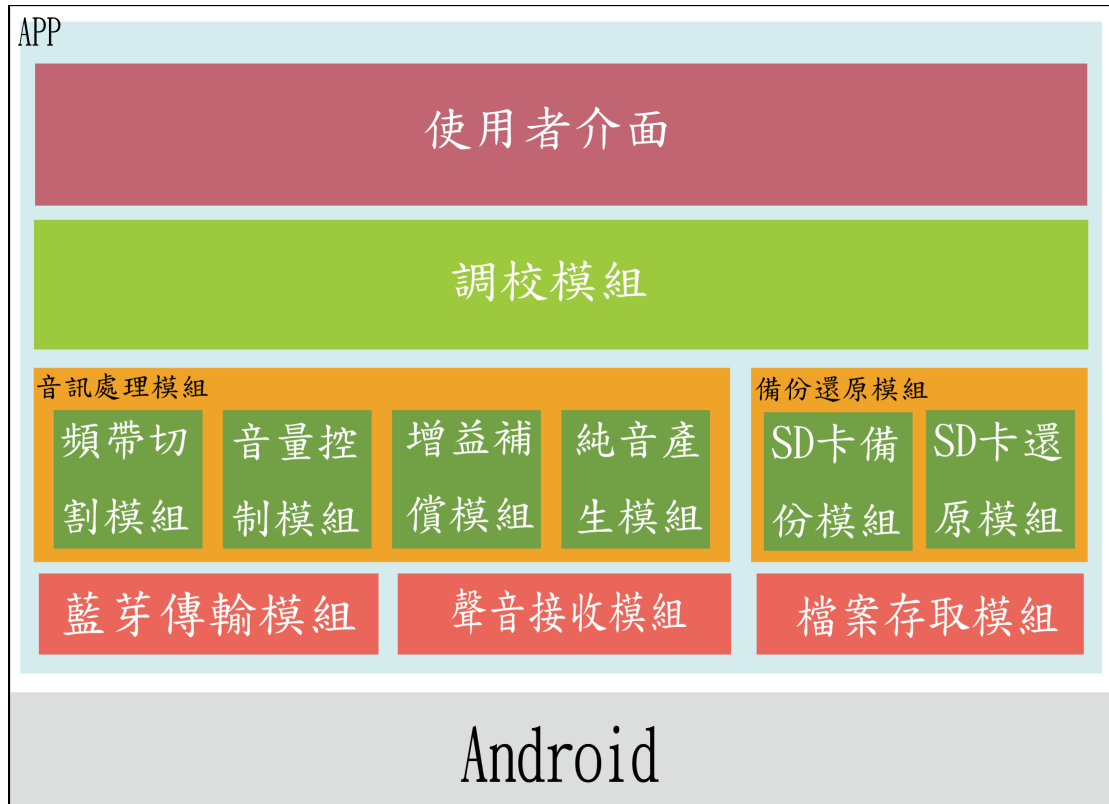 APP
使用者介面
調校模組
音訊處理模組
頻帶切
割模組
音量控
制模組
增益補
償模組
純音產
生模組
備份還原模組
SD卡備
份模組
SD卡還
原模組
藍芽傳輸模組
聲音接收模組
檔案存取模組
Android